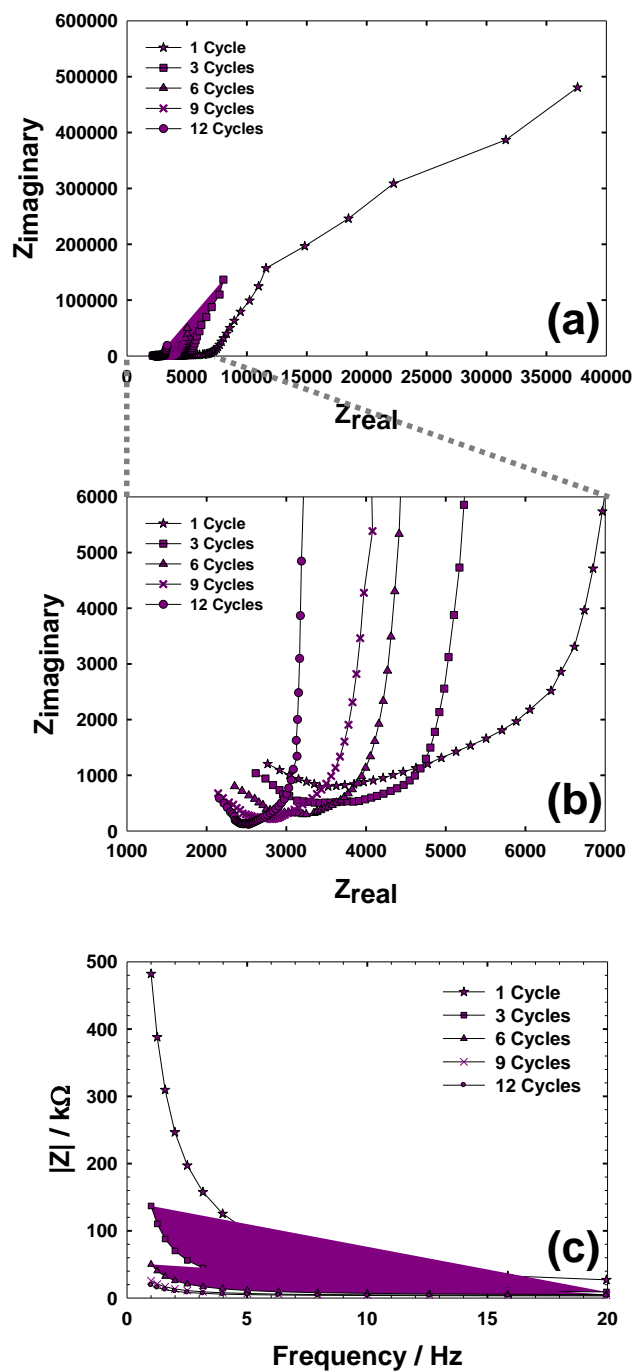 600000
500000
400000
300000
200000
100000
0
Zimaginary
1 Cycle
3 Cycles
6 Cycles
9 Cycles
12 Cycles
(a)
0 5000 10000 15000 20000 25000 30000 35000 40000
Zreal
6000
5000
4000
3000
2000
1000
0
Zimaginary
1 Cycle
3 Cycles
6 Cycles
9 Cycles
12 Cycles
(b)
1000 2000 3000 4000 5000 6000 7000
Zreal
500
400
300
200
100
0
|Z| / kΩ
1 Cycle
3 Cycles
6 Cycles
9 Cycles
12 Cycles
(c)
0 5 10 15 20
Frequency / Hz